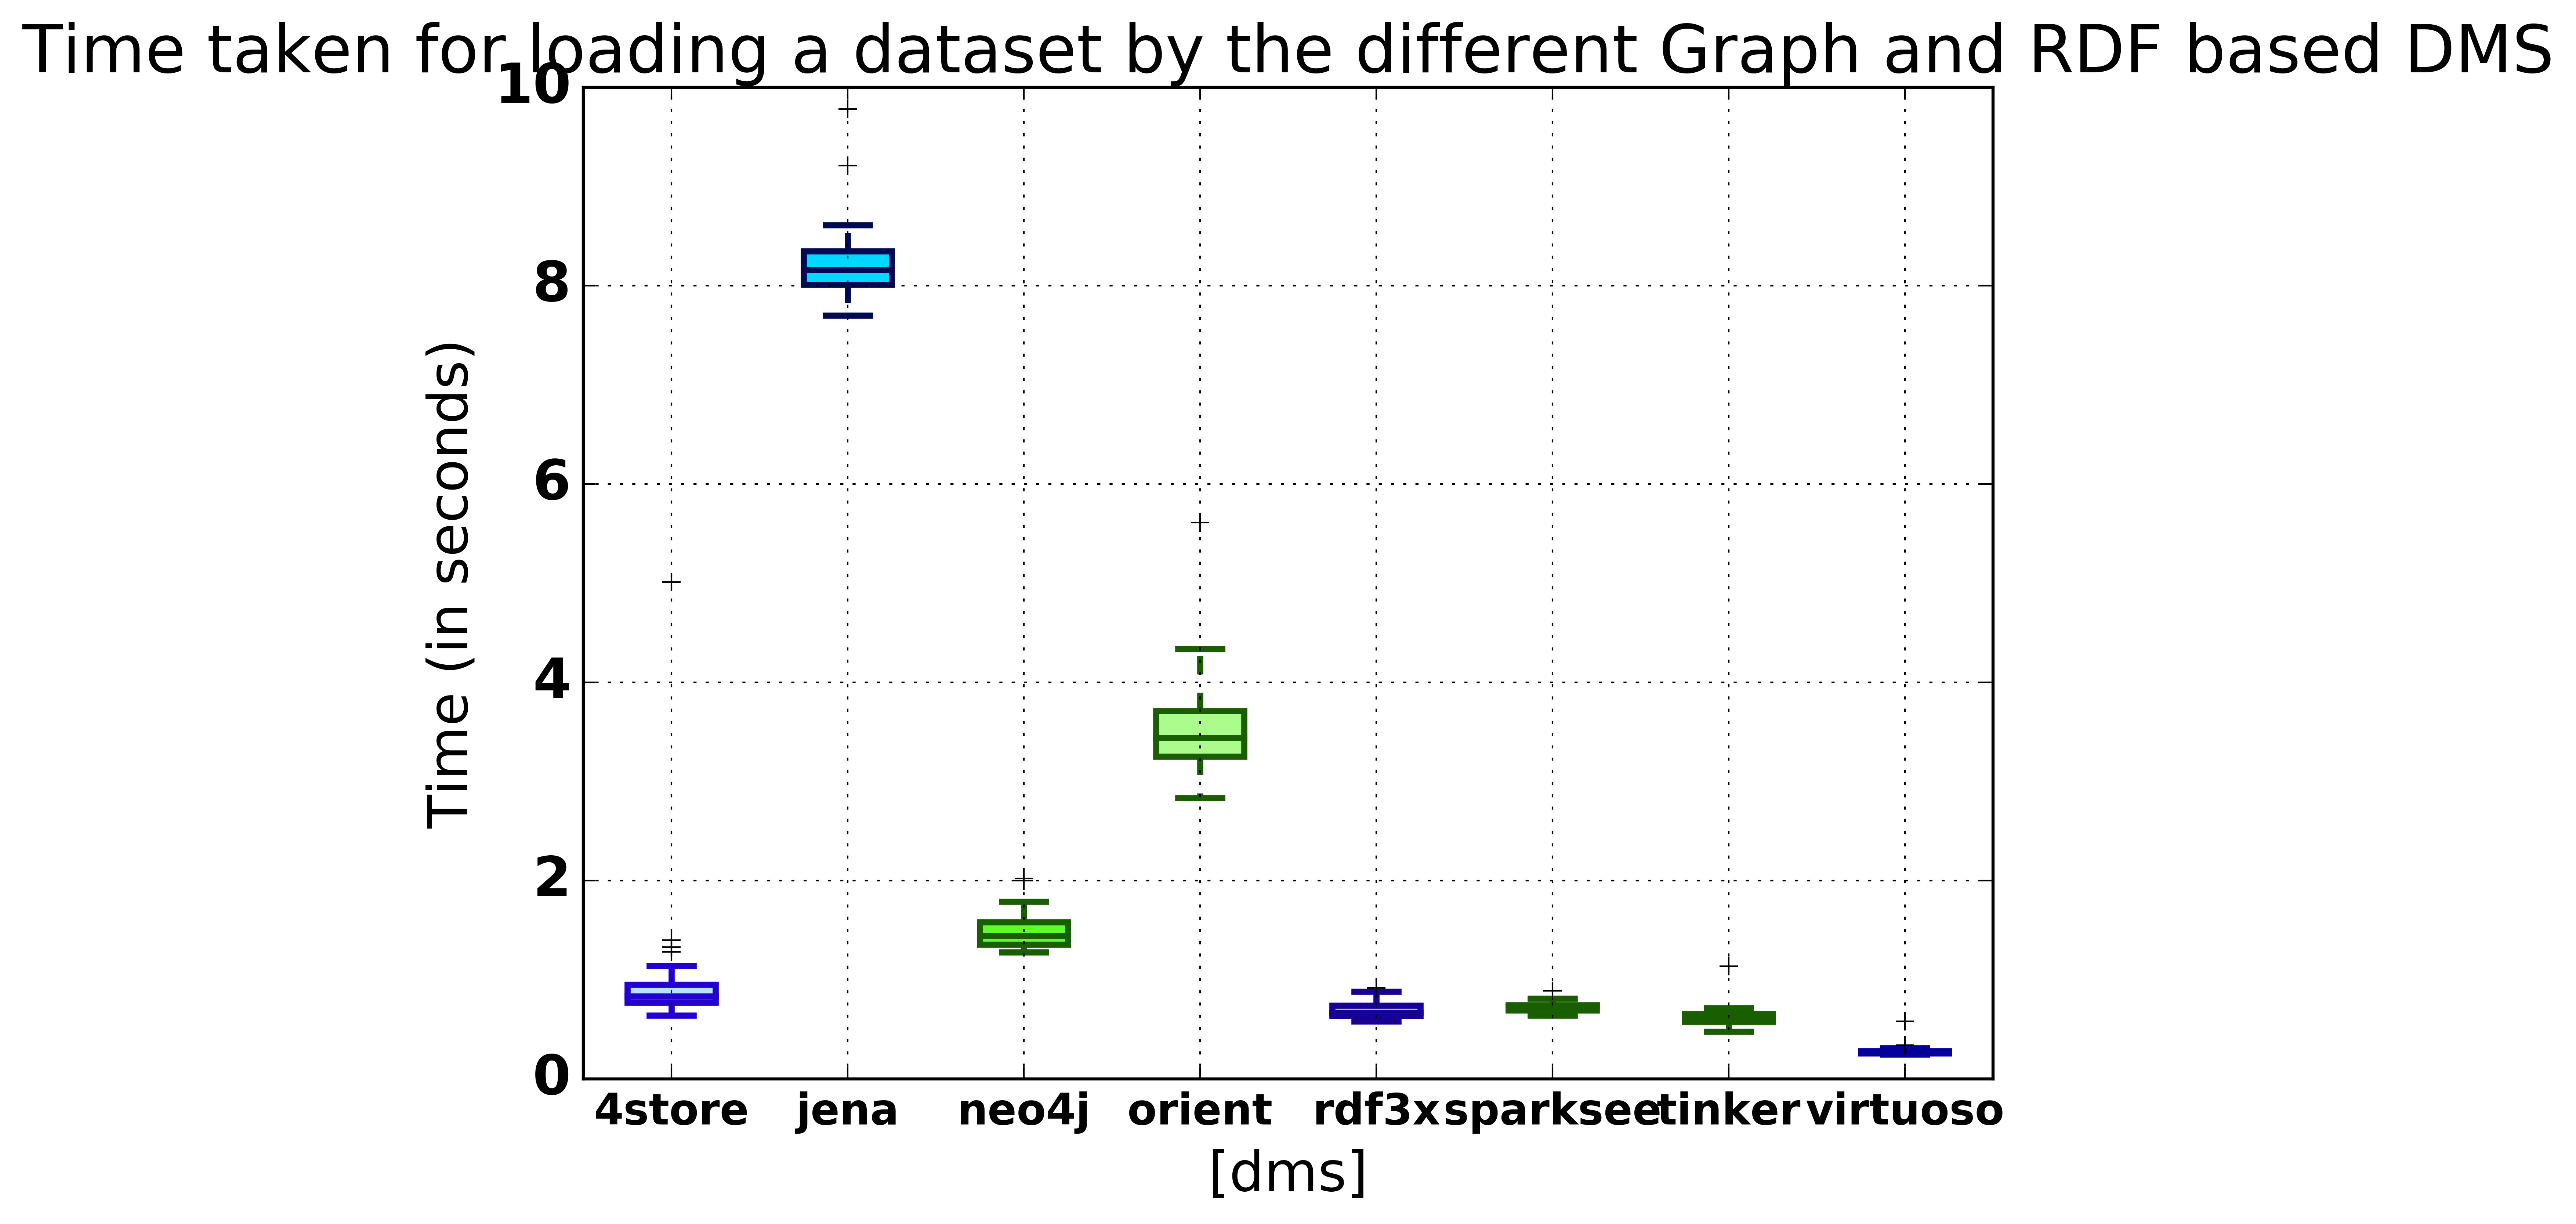 Time taken for loading a dataset by the different Graph and RDF based DMS
10
8
6
4
2
0
Time (in seconds)
4store jena neo4j orient rdf3x sparksee tinker virtuoso
[dms]